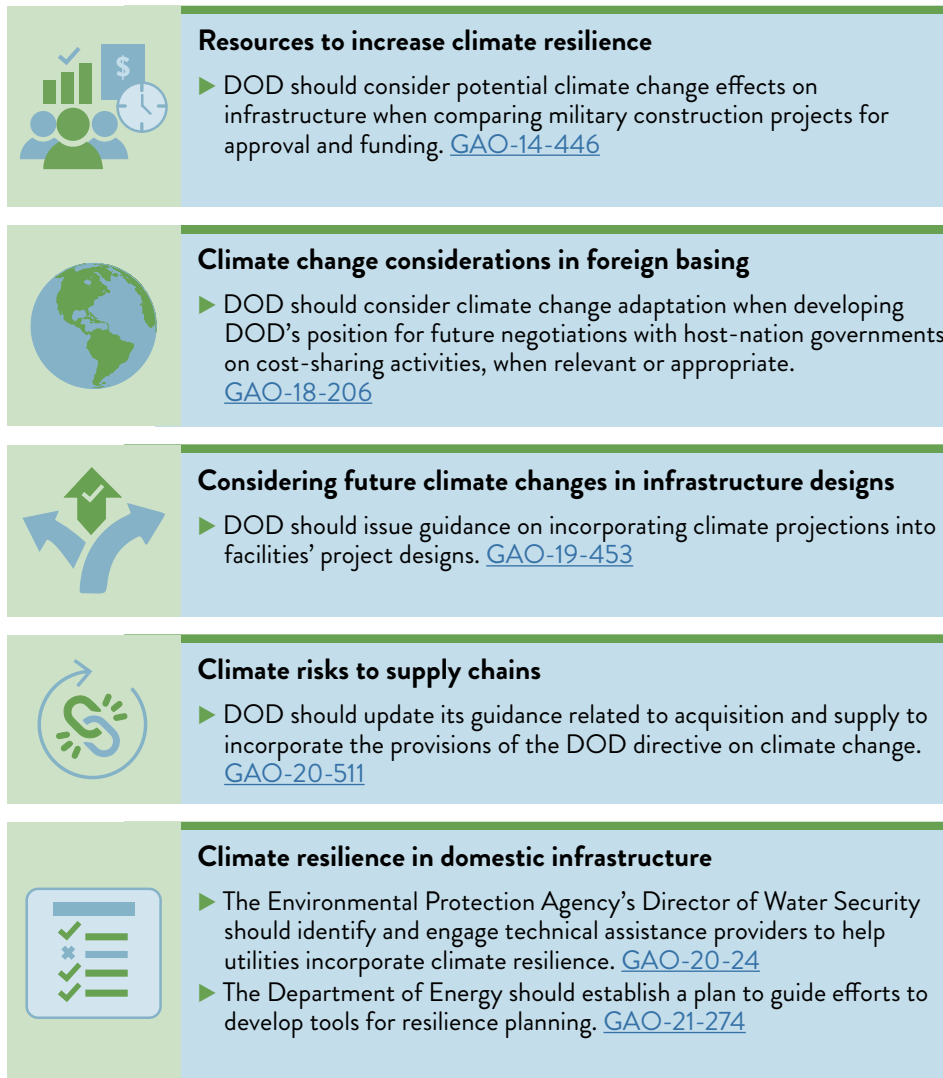 $
Resources to increase climate resilience
▶ DOD should consider potential climate change effects on
infrastructure when comparing military construction projects for
approval and funding. GAO-14-446
Climate change considerations in foreign basing
▶ DOD should consider climate change adaptation when developing
DOD’s position for future negotiations with host-nation governments
on cost-sharing activities, when relevant or appropriate.
GAO-18-206
Considering future climate changes in infrastructure designs
▶ DOD should issue guidance on incorporating climate projections into
facilities’ project designs. GAO-19-453
Climate risks to supply chains
▶ DOD should update its guidance related to acquisition and supply to
incorporate the provisions of the DOD directive on climate change.
GAO-20-511
Climate resilience in domestic infrastructure
▶ The Environmental Protection Agency’s Director of Water Security
should identify and engage technical assistance providers to help
utilities incorporate climate resilience. GAO-20-24
▶ The Department of Energy should establish a plan to guide efforts to
develop tools for resilience planning. GAO-21-274